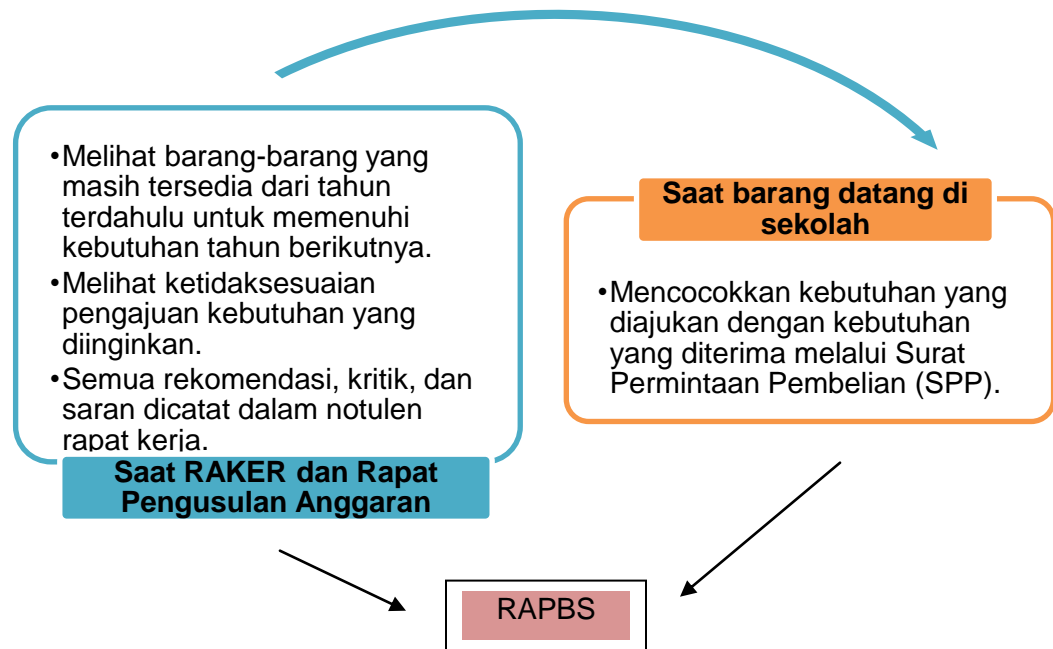 •Melihat barang-barang yang
masih tersedia dari tahun
terdahulu untuk memenuhi
kebutuhan tahun berikutnya.
•Melihat ketidaksesuaian
pengajuan kebutuhan yang
diinginkan.
•Semua rekomendasi, kritik, dan
saran dicatat dalam notulen
rapat kerja.
Saat RAKER dan Rapat
Pengusulan Anggaran
Saat barang datang di
sekolah
•Mencocokkan kebutuhan yang
diajukan dengan kebutuhan
yang diterima melalui Surat
Permintaan Pembelian (SPP).
RAPBS